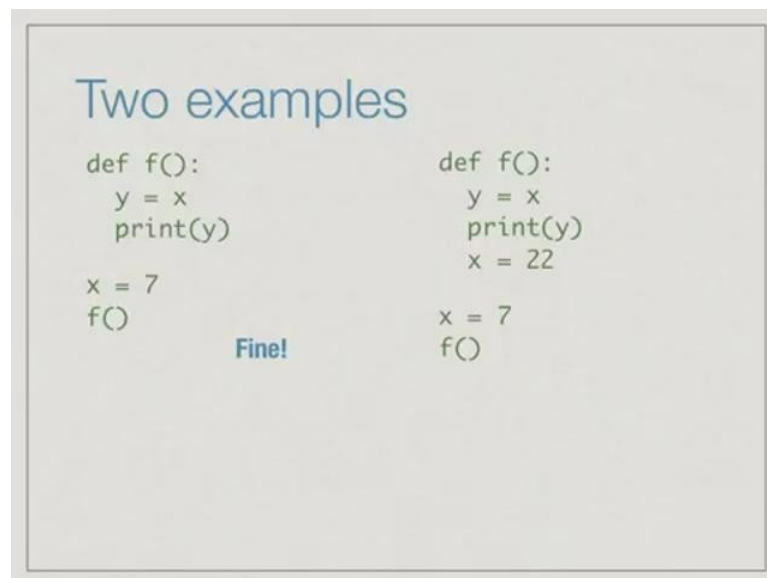 Two examples
def f():
  y = x
  print(y)
x = 7
f()
Fine!
def f():
  y = x
  print(y)
  x = 22
x = 7
f()